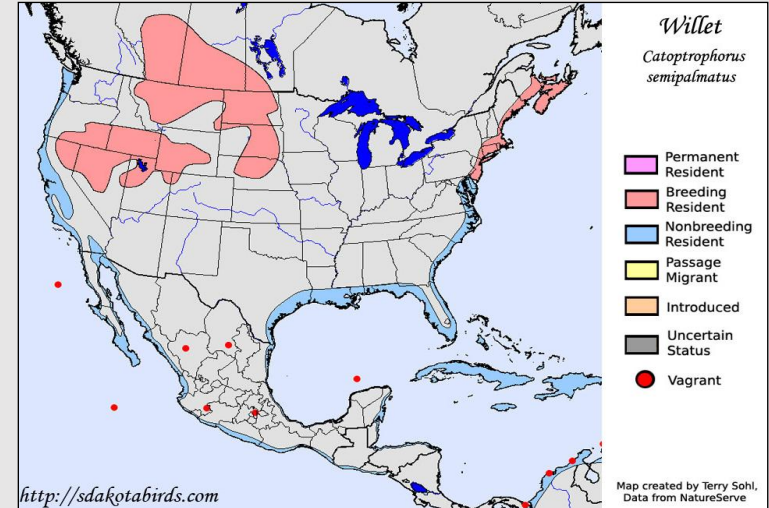 Willet
Catoptrophorus
semipalmatus
Permanent
Resident
Breeding
Resident
Nonbreeding
Resident
Passage
Migrant
Introduced
Uncertain
Status
Vagrant
http://sdakotabirds.com
Map created by Terry Sohl,
Data from NatureServe